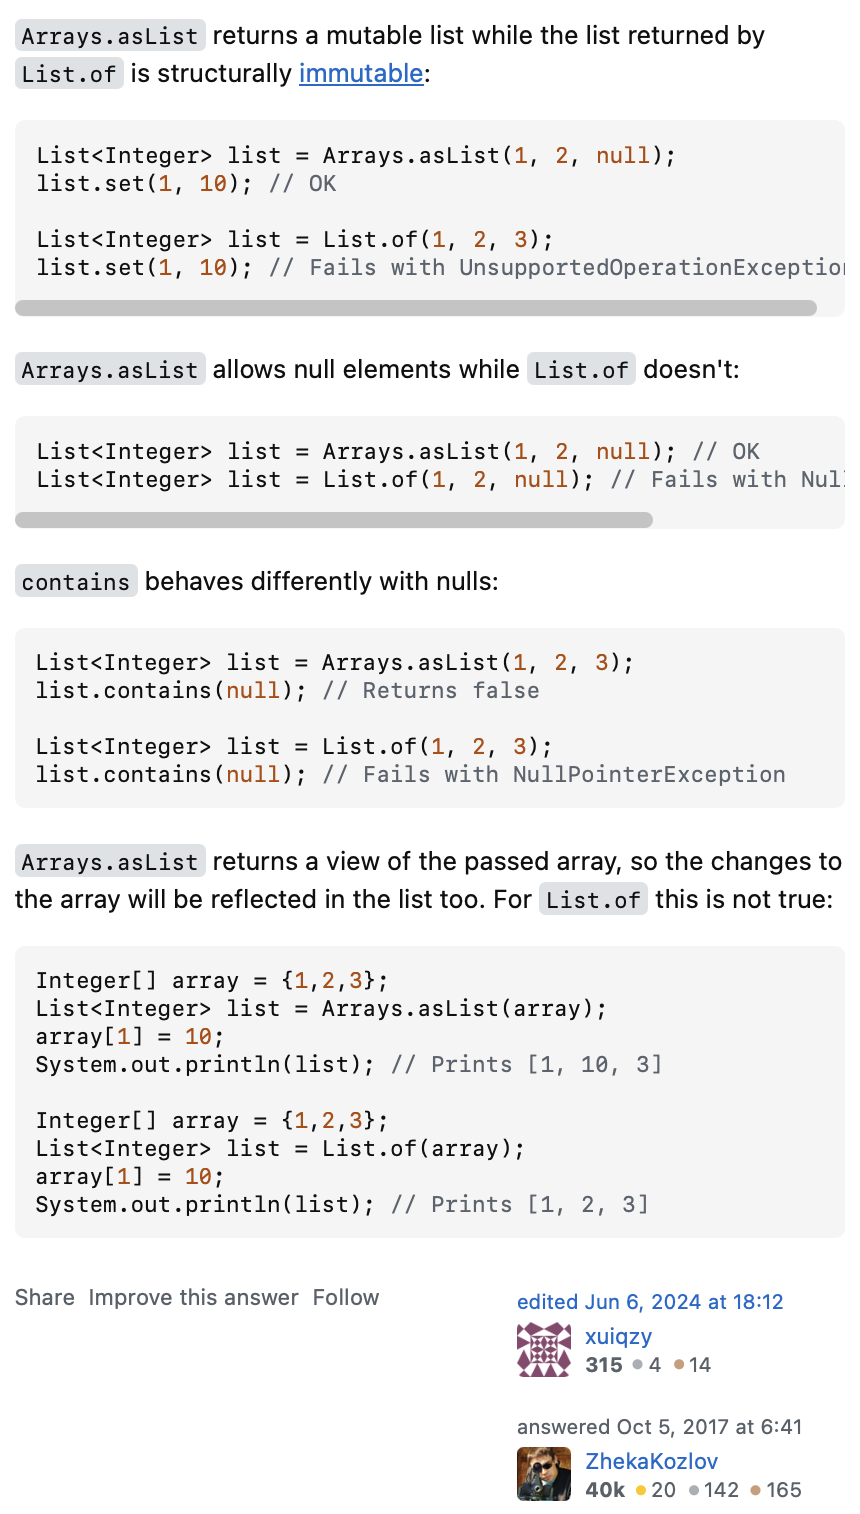 Arrays.asList returns a mutable list while the list returned by
List.of is structurally immutable:
List<Integer> list = Arrays.asList(1, 2, null);
list.set(1, 10); // OK
List<Integer> list = List.of(1, 2, 3);
list.set(1, 10); // Fails with UnsupportedOperationExceptio
Arrays.asList allows null elements while List.of doesn't:
List<Integer> list = Arrays.asList(1, 2, null); // OK
List<Integer> list = List.of(1, 2, null); // Fails with Nul
contains behaves differently with nulls:
List<Integer> list = Arrays.asList(1, 2, 3);
list.contains(null); // Returns false
List<Integer> list = List.of(1, 2, 3);
list.contains(null); // Fails with NullPointerException
Arrays.asList returns a view of the passed array, so the changes to
the array will be reflected in the list too. For List.of this is not true:
Integer[] array = {1,2,3};
List<Integer> list = Arrays.asList(array);
array[1] = 10;
System.out.println(list); // Prints [1, 10, 3]
Integer[] array = {1,2,3};
List<Integer> list = List.of(array);
array[1] = 10;
System.out.println(list); // Prints [1, 2, 3]
Share Improve this answer Follow
edited Jun 6, 2024 at 18:12
xuiqzy
315 4 14
answered Oct 5, 2017 at 6:41
ZhekaKozlov
40k 20 142 165